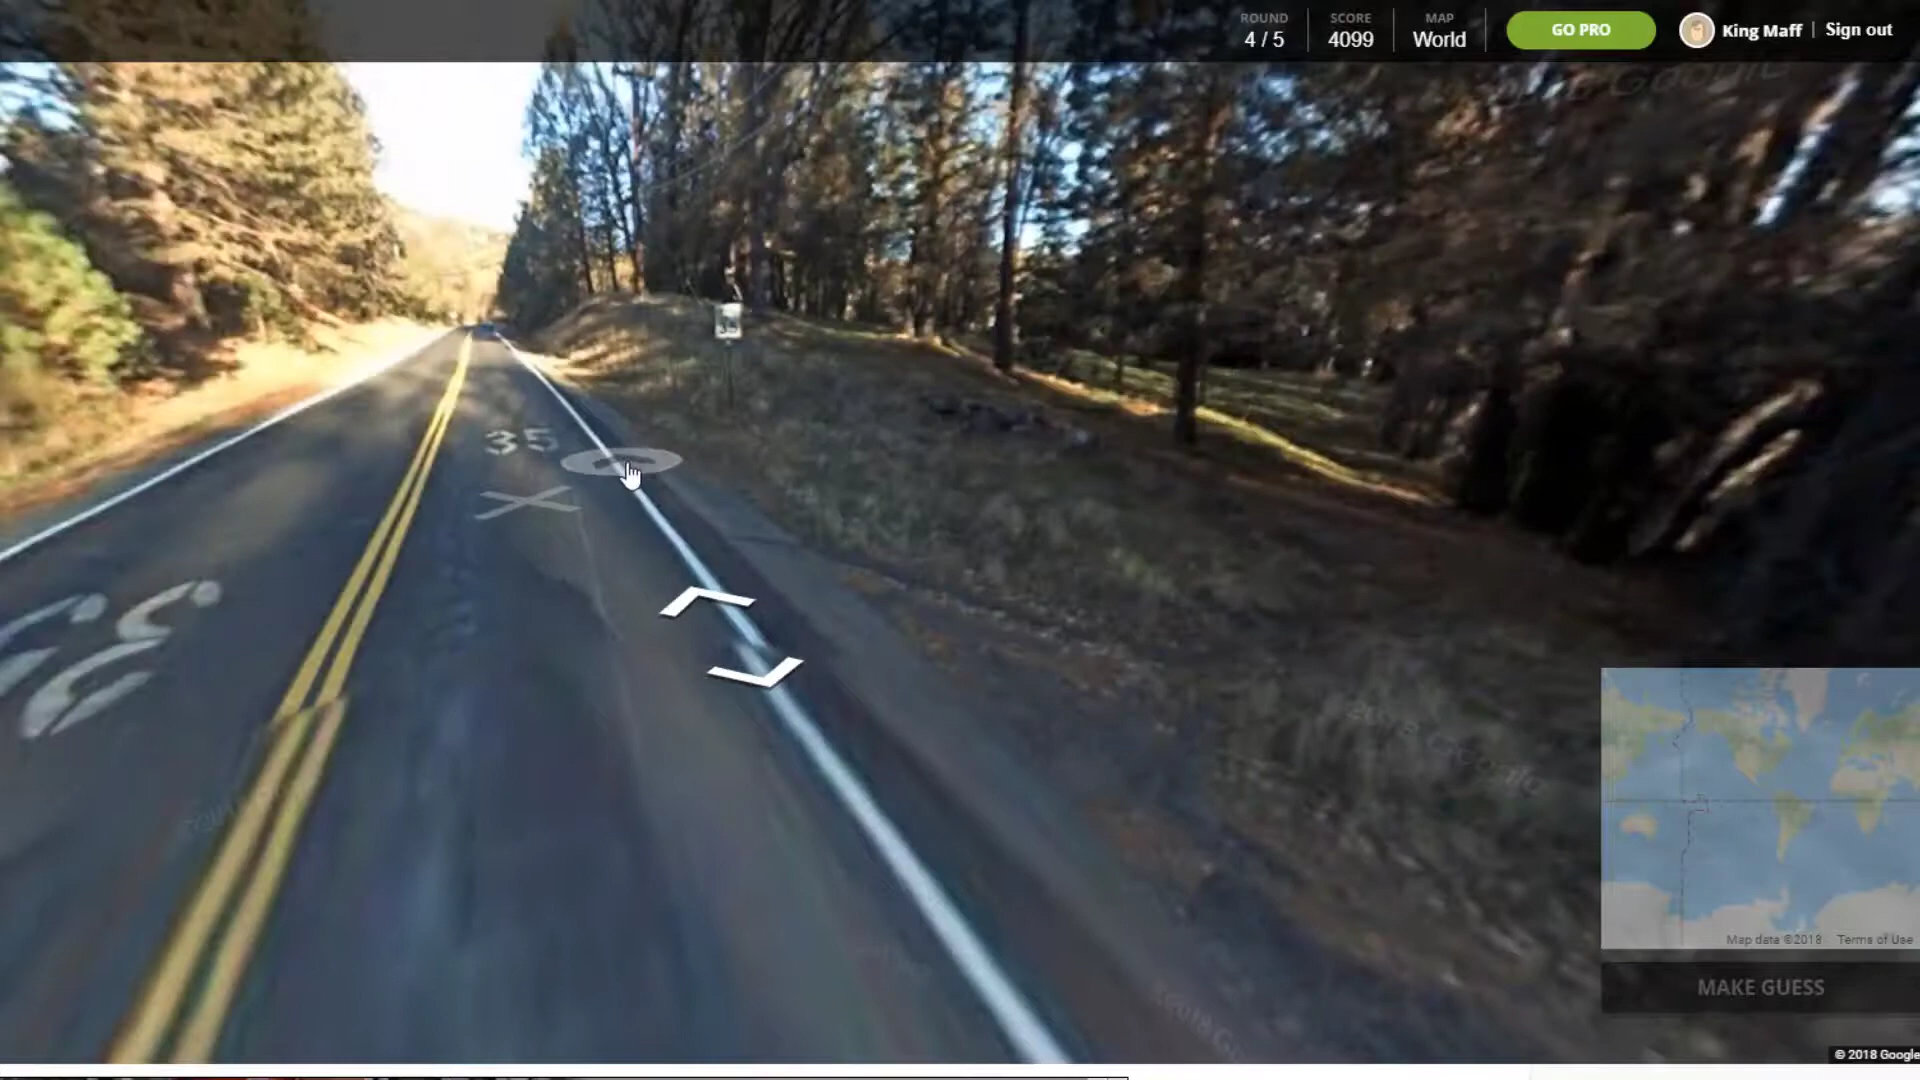 ROUND
4 / 5
SCORE
4099
MAP
World
GO PRO
King Maff
Sign out
35
35
Map data ©2018
Terms of Use
MAKE GUESS
© 2018 Google